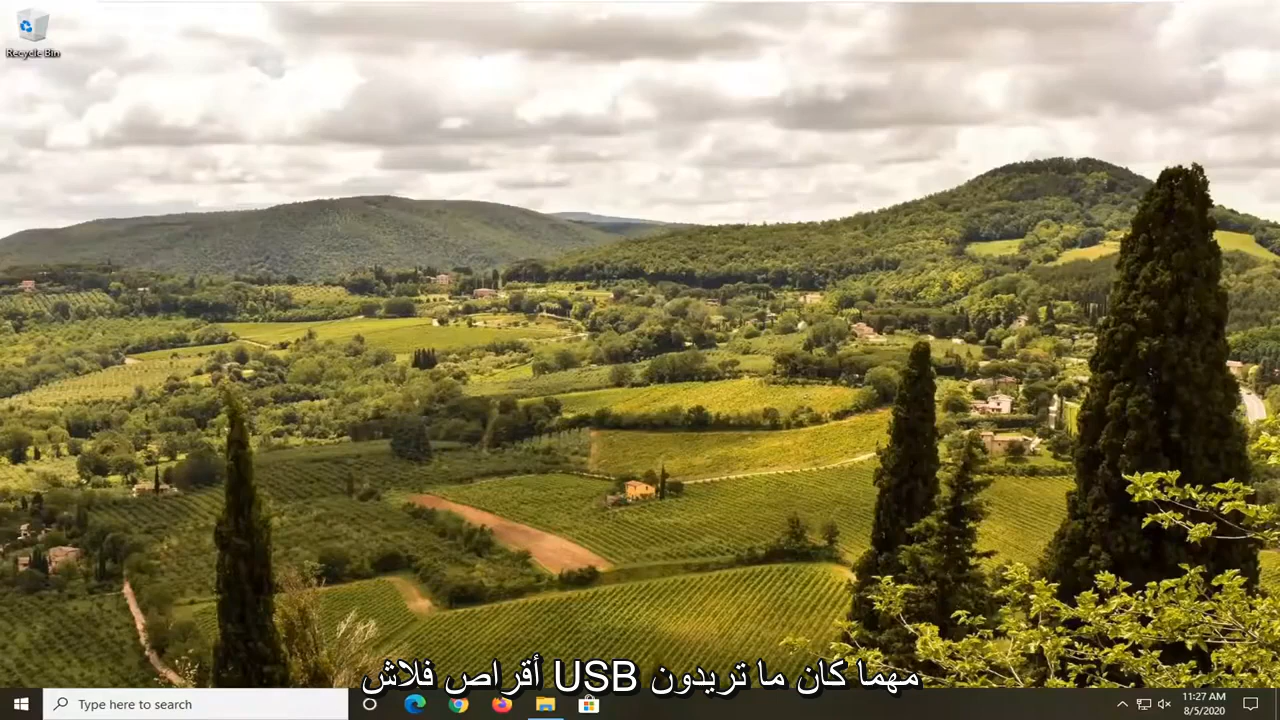 Recycle Bin
مهما كان ما تريدون USB أقراص فلاش
Type here to search
11:27 AM
8/5/2020